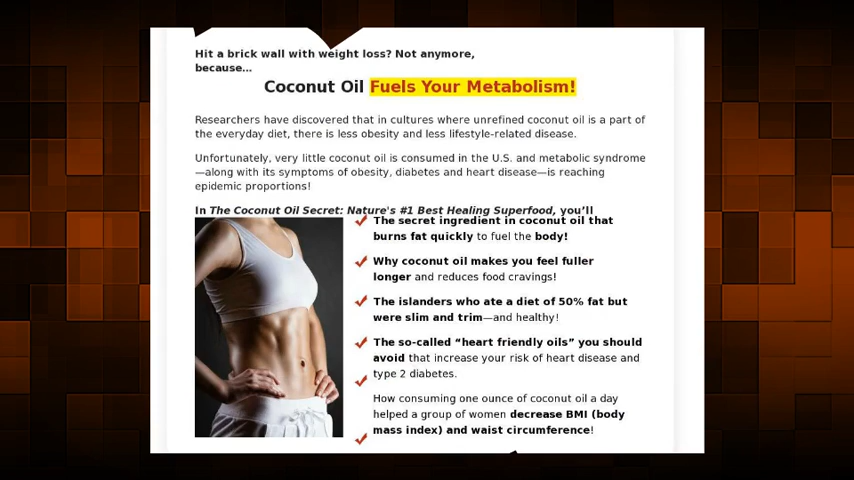 Hit a brick wall with weight loss? Not anymore,
because…
Coconut Oil Fuels Your Metabolism!
Researchers have discovered that in cultures where unrefined coconut oil is a part of
the everyday diet, there is less obesity and less lifestyle-related disease.
Unfortunately, very little coconut oil is consumed in the U.S. and metabolic syndrome
—along with its symptoms of obesity, diabetes and heart disease—is reaching
epidemic proportions!
In The Coconut Oil Secret: Nature's #1 Best Healing Superfood, you’ll
The secret ingredient in coconut oil that
burns fat quickly to fuel the body!
Why coconut oil makes you feel fuller
longer and reduces food cravings!
The islanders who ate a diet of 50% fat but
were slim and trim—and healthy!
The so-called “heart friendly oils” you should
avoid that increase your risk of heart disease and
type 2 diabetes.
How consuming one ounce of coconut oil a day
helped a group of women decrease BMI (body
mass index) and waist circumference!